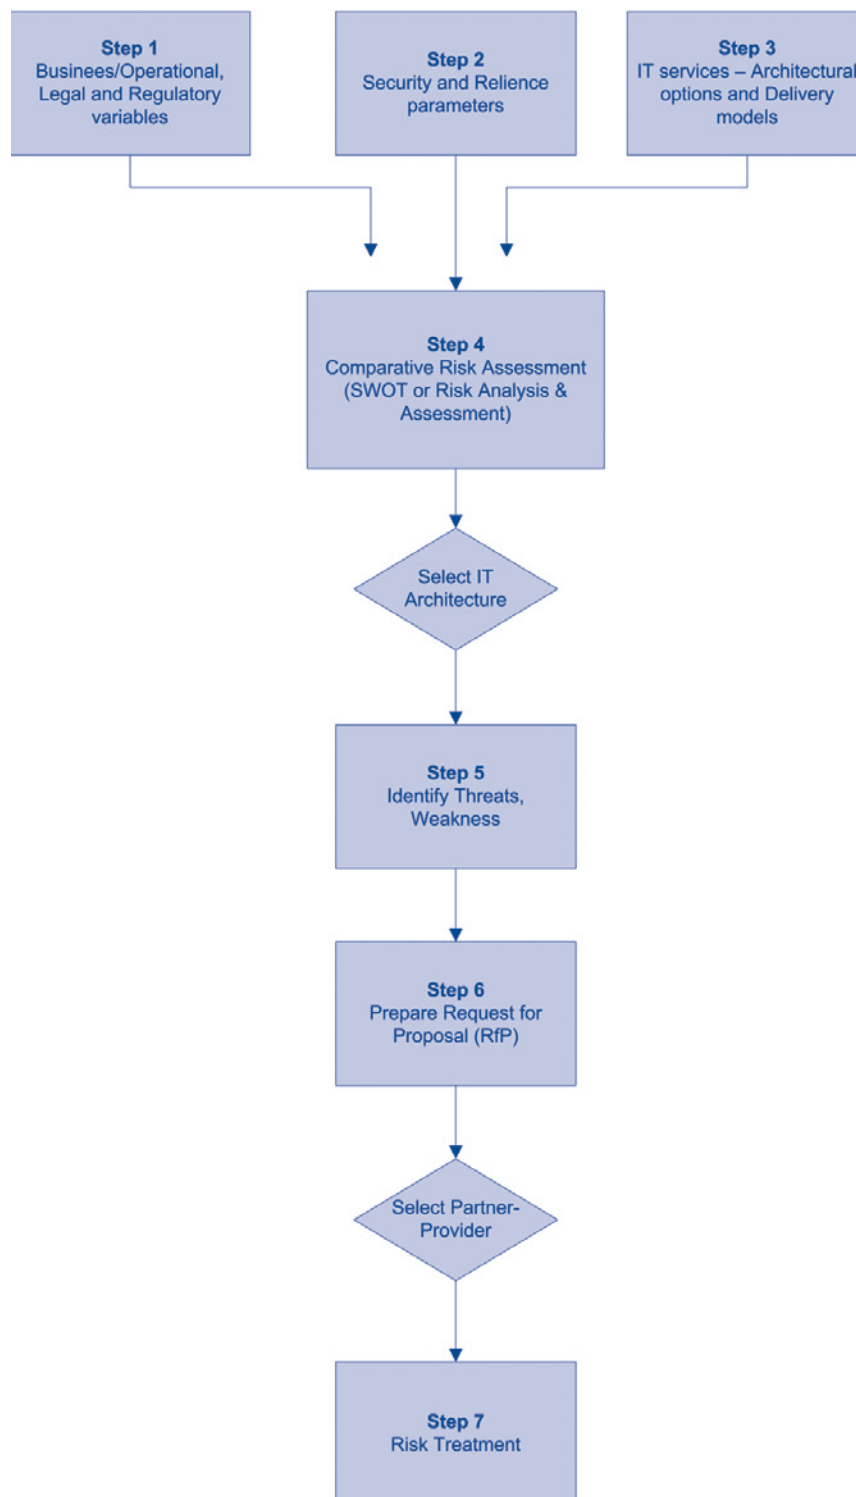 Step 1
Businees/Operational,
Legal and Regulatory
variables
Step 2
Security and Relience
parameters
Step 3
IT services – Architectural
options and Delivery
models
Step 4
Comparative Risk Assessment
(SWOT or Risk Analysis &
Assessment)
Select IT
Architecture
Step 5
Identify Threats,
Weakness
Step 6
Prepare Request for
Proposal (RfP)
Select Partner-
Provider
Step 7
Risk Treatment